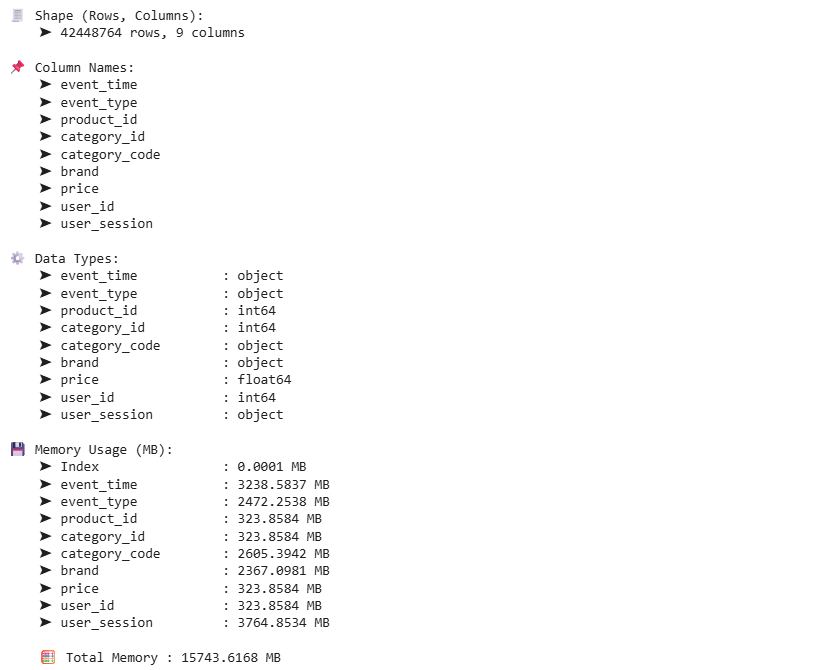 🧾 Shape (Rows, Columns):
➤ 42448764 rows, 9 columns
📌 Column Names:
➤ event_time
➤ event_type
➤ product_id
➤ category_id
➤ category_code
➤ brand
➤ price
➤ user_id
➤ user_session
⚙️ Data Types:
➤ event_time : object
➤ event_type : object
➤ product_id : int64
➤ category_id : int64
➤ category_code : object
➤ brand : object
➤ price : float64
➤ user_id : int64
➤ user_session : object
💾 Memory Usage (MB):
➤ Index : 0.0001 MB
➤ event_time : 3238.5837 MB
➤ event_type : 2472.2538 MB
➤ product_id : 323.8584 MB
➤ category_id : 323.8584 MB
➤ category_code : 2605.3942 MB
➤ brand : 2367.0981 MB
➤ price : 323.8584 MB
➤ user_id : 323.8584 MB
➤ user_session : 3764.8534 MB
🧮 Total Memory : 15743.6168 MB